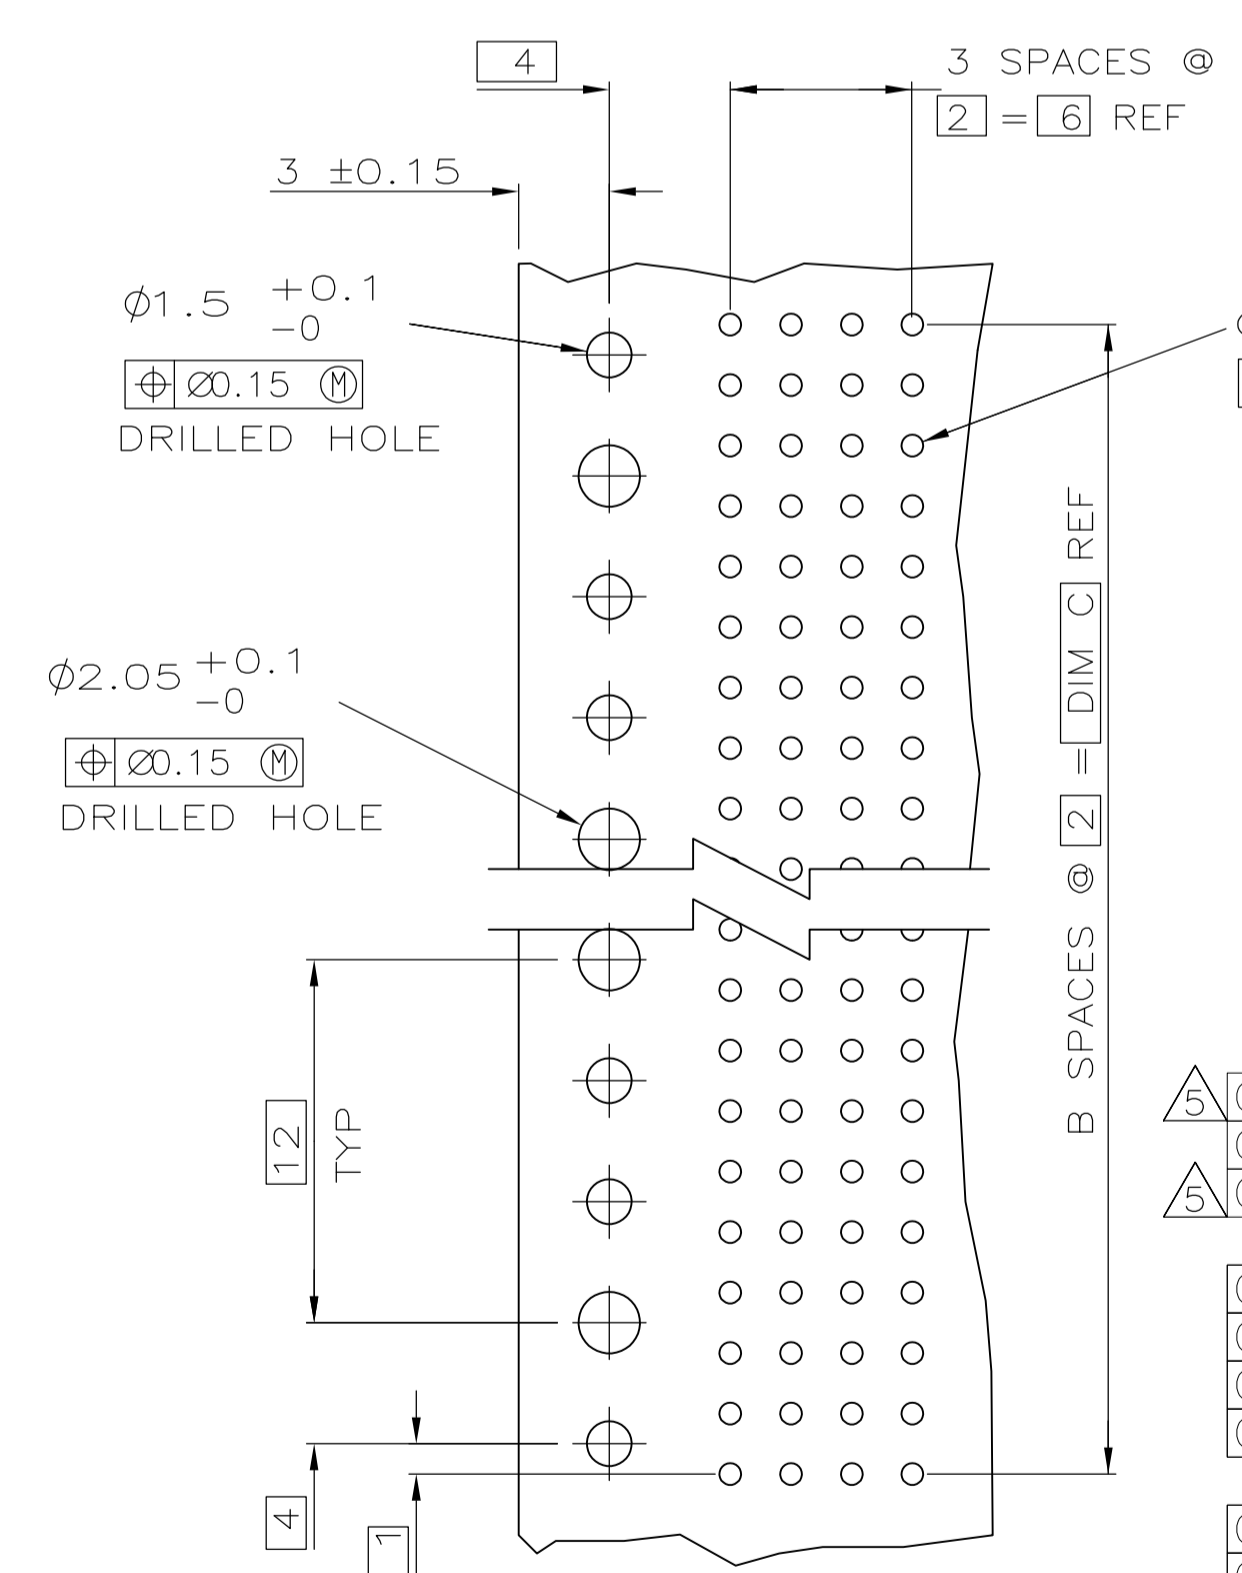 4
3 SPACES @
2 = 6 REF
3 ±0.15
Ø1.5 +0.1
-0
⌖ Ø0.15 Ⓜ
DRILLED HOLE
B SPACES @ 2 = DIM C REF
Ø2.05 +0.1
-0
⌖ Ø0.15 Ⓜ
DRILLED HOLE
12
TYP
5
5
4
1